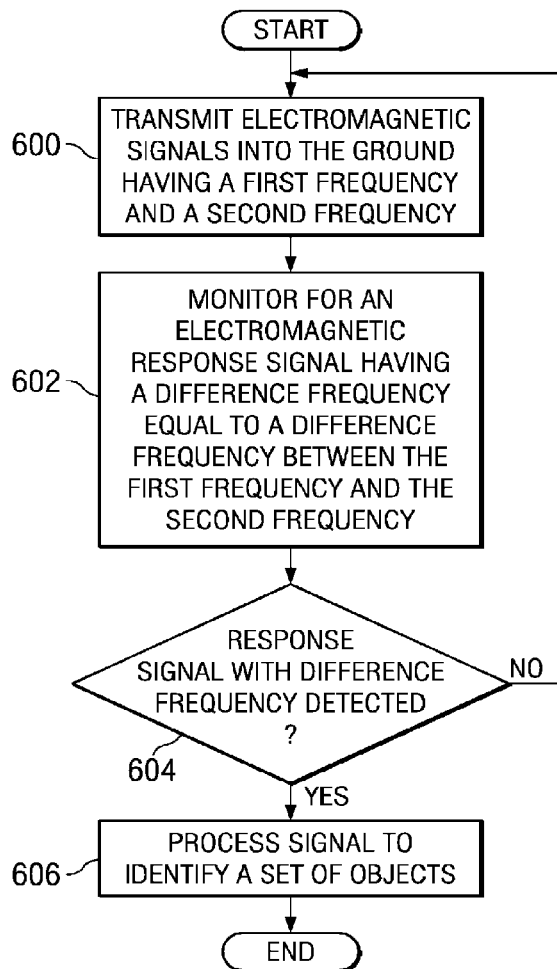 START
600
TRANSMIT ELECTROMAGNETIC
SIGNALS INTO THE GROUND
HAVING A FIRST FREQUENCY
AND A SECOND FREQUENCY
602
MONITOR FOR AN
ELECTROMAGNETIC
RESPONSE SIGNAL HAVING
A DIFFERENCE FREQUENCY
EQUAL TO A DIFFERENCE
FREQUENCY BETWEEN THE
FIRST FREQUENCY AND THE
SECOND FREQUENCY
RESPONSE
SIGNAL WITH DIFFERENCE
FREQUENCY DETECTED
?
NO
604
YES
606
PROCESS SIGNAL TO
IDENTIFY A SET OF OBJECTS
END